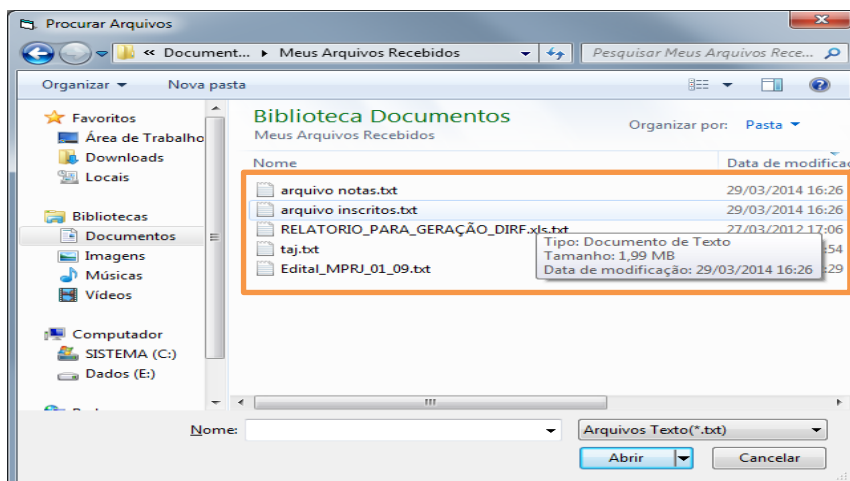 Procurar Arquivos
« Document... ▸ Meus Arquivos Recebidos
Pesquisar Meus Arquivos Rece...
Organizar
Nova pasta
Favoritos
Área de Trabalho
Downloads
Locais
Bibliotecas
Documentos
Imagens
Músicas
Vídeos
Computador
SISTEMA (C:)
Dados (E:)
Biblioteca Documentos
Meus Arquivos Recebidos
Organizar por: Pasta
Nome
Data de modifica
arquivo notas.txt 29/03/2014 16:26
arquivo inscritos.txt 29/03/2014 16:26
RELATORIO_PARA_GERAÇÃO_DIRF.xls.txt 27/03/2012 17:06
taj.txt :54
Edital_MPRJ_01_09.txt :29
Tipo: Documento de Texto
Tamanho: 1,99 MB
Data de modificação: 29/03/2014 16:26
Nome:
Arquivos Texto(*.txt)
Abrir
Cancelar